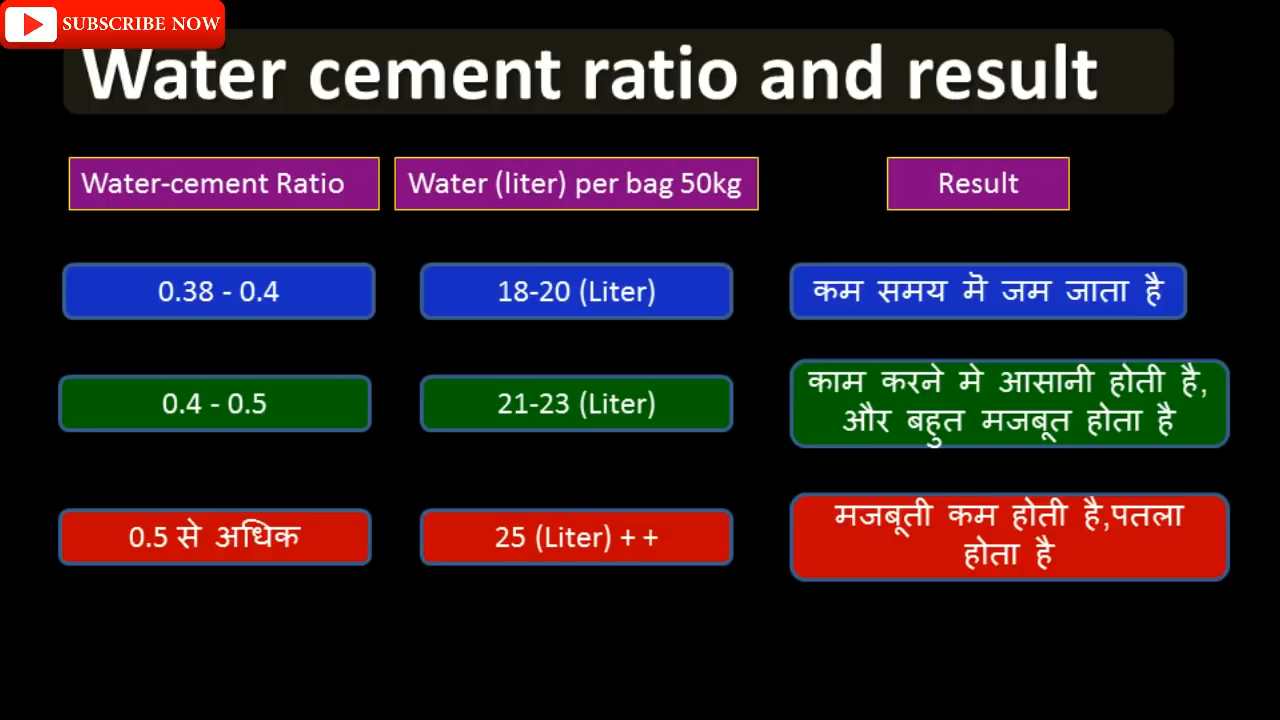 SUBSCRIBE NOW
Water cement ratio and result
Water-cement Ratio
Water (liter) per bag 50kg
Result
0.38 - 0.4
18-20 (Liter)
कम समय मॆ जम जाता है
0.4 - 0.5
21-23 (Liter)
काम करने मे आसानी होती है,
और बहुत मजबूत होता है
0.5 से अधिक
25 (Liter) + +
मजबूती कम होती है,पतला
होता है